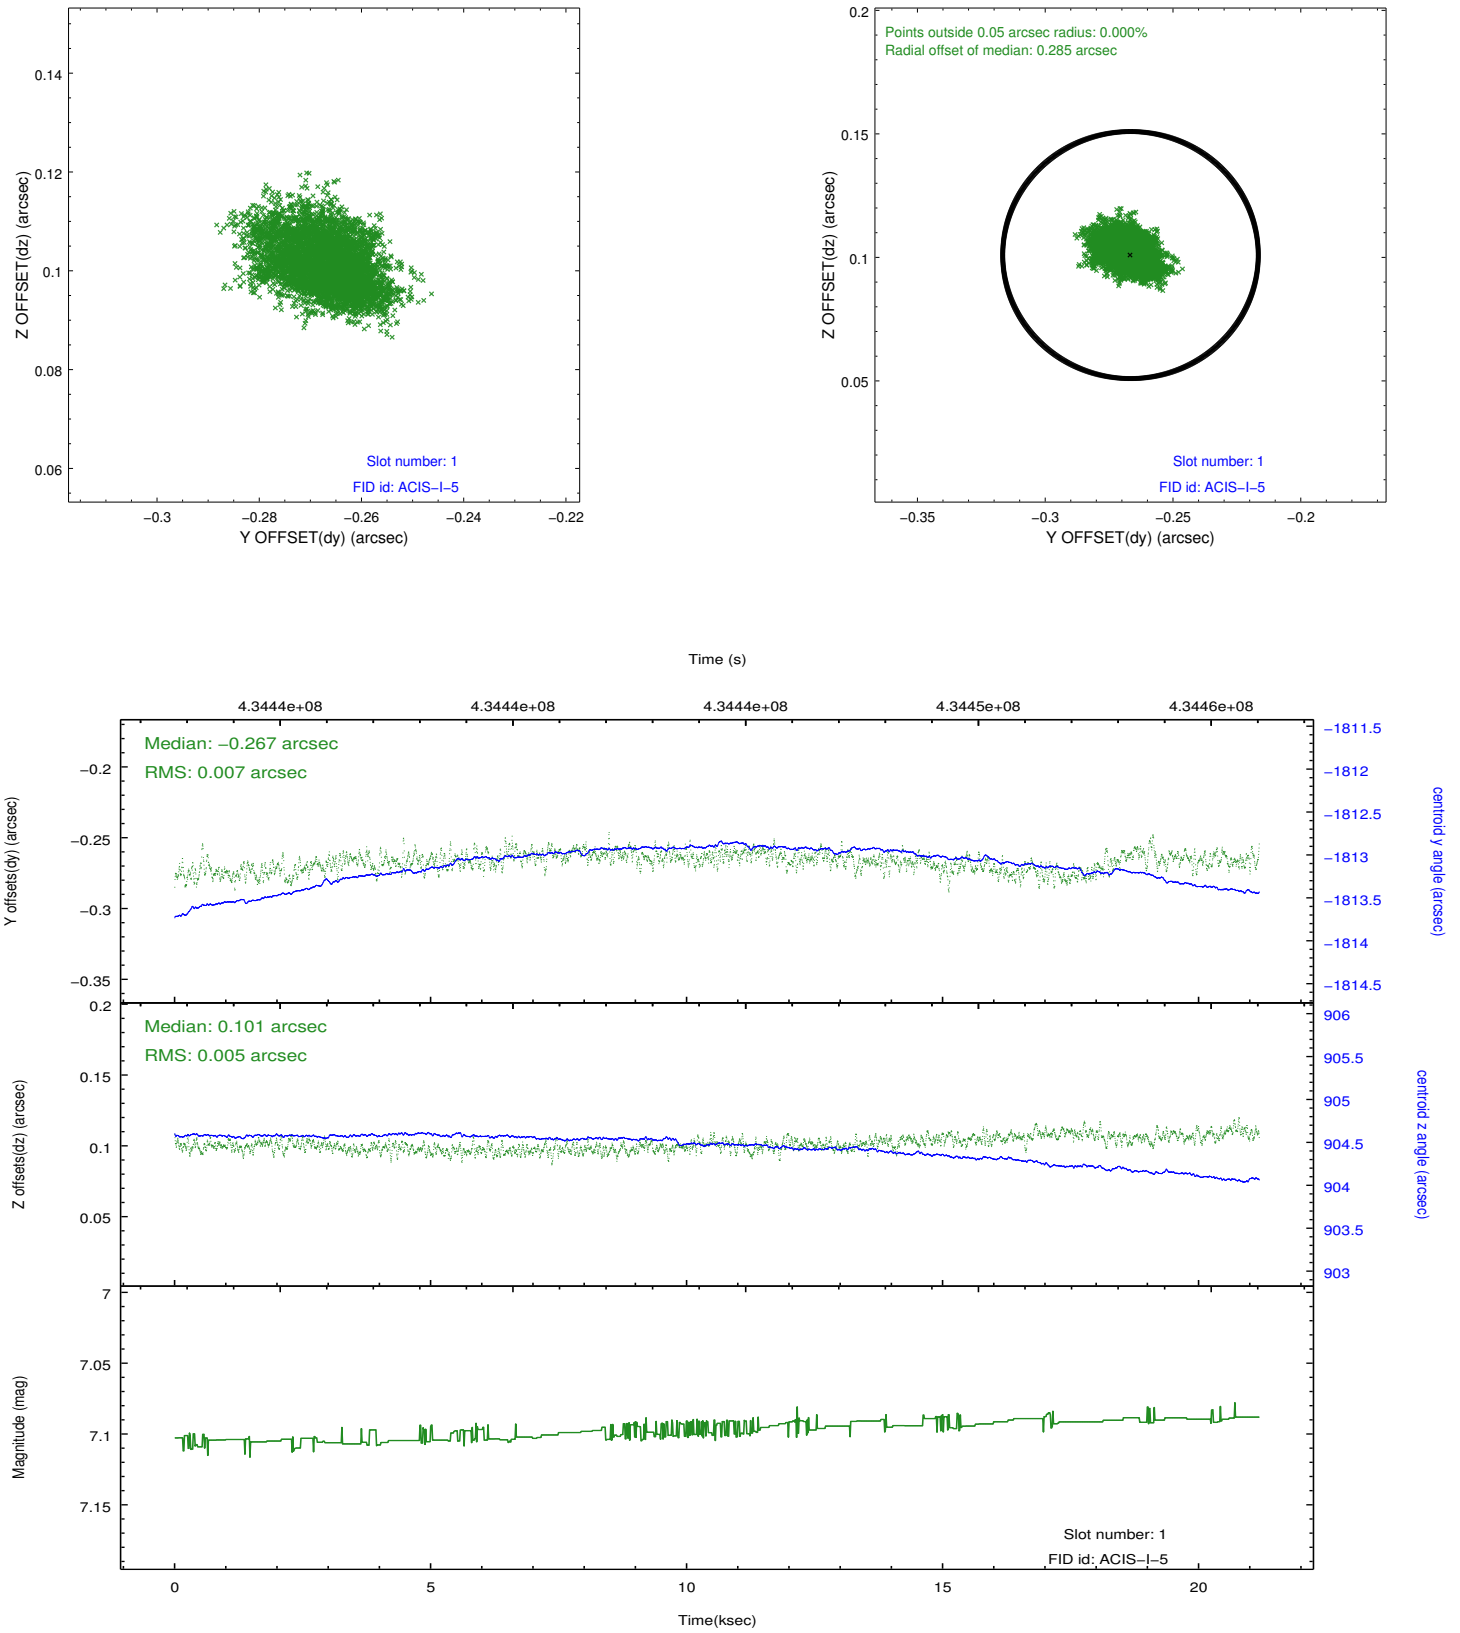 0.14
0.12
0.1
0.08
0.06
Z OFFSET(dz) (arcsec)
Slot number: 1
FID id: ACIS−I−5
−0.3
−0.28
−0.26
−0.24
−0.22
Y OFFSET(dy) (arcsec)
0.2
0.15
0.1
0.05
Z OFFSET(dz) (arcsec)
Points outside 0.05 arcsec radius: 0.000%
Radial offset of median: 0.285 arcsec
Slot number: 1
FID id: ACIS−I−5
−0.35
−0.3
−0.25
−0.2
Y OFFSET(dy) (arcsec)
Time (s)
4.3444e+08
4.3444e+08
4.3444e+08
4.3445e+08
4.3446e+08
Median: −0.267 arcsec
RMS: 0.007 arcsec
−0.2
−0.25
−0.3
−0.35
Y offsets(dy) (arcsec)
−1811.5
−1812
−1812.5
−1813
−1813.5
−1814
−1814.5
centroid y angle (arcsec)
Median: 0.101 arcsec
RMS: 0.005 arcsec
0.2
0.15
0.1
0.05
Z offsets(dz) (arcsec)
906
905.5
905
904.5
904
903.5
903
centroid z angle (arcsec)
7
7.05
7.1
7.15
Magnitude (mag)
Slot number: 1
FID id: ACIS−I−5
0
5
10
15
20
Time(ksec)